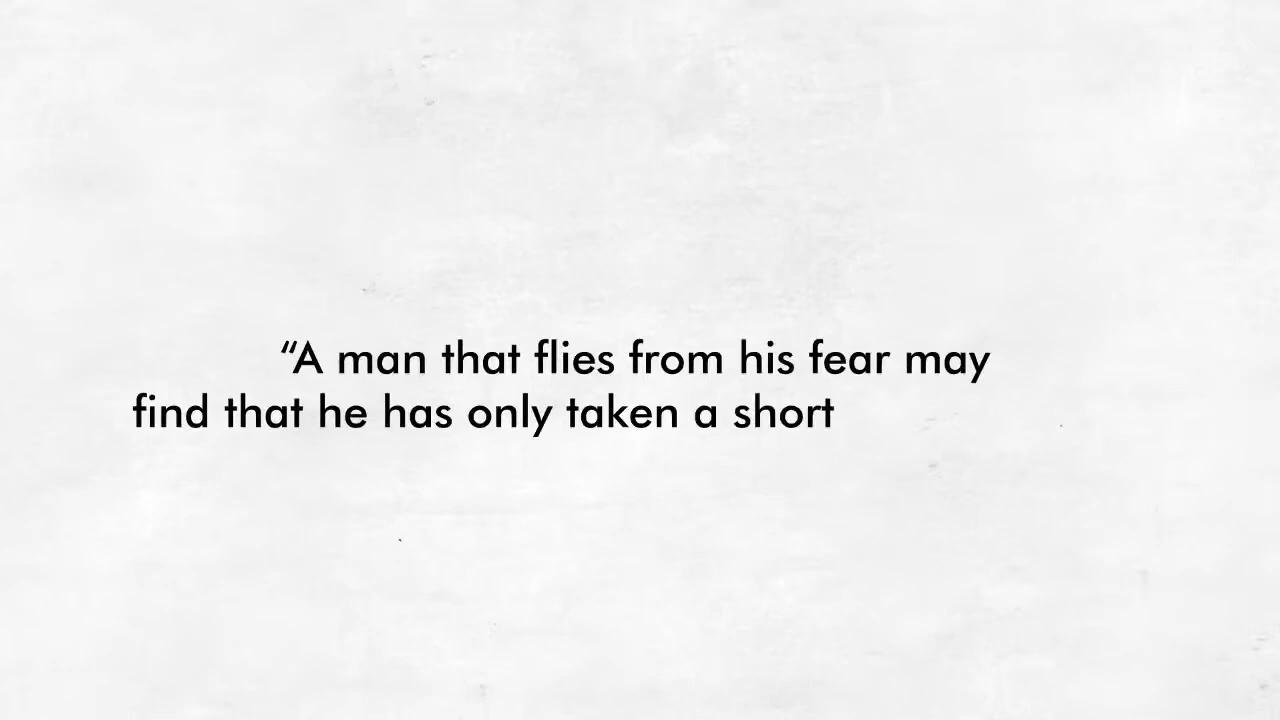 “A man that flies from his fear may
find that he has only taken a short